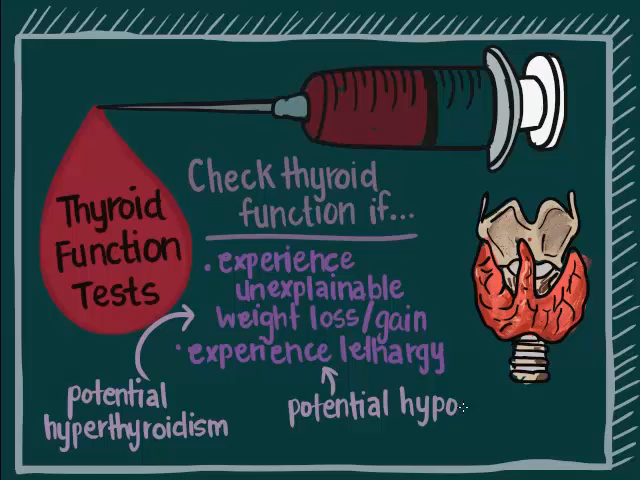 Thyroid
Function
Tests
Check thyroid
function if...
· experience
unexplainable
weight loss/gain
· experience lethargy
potential
hyperthyroidism
potential hypo